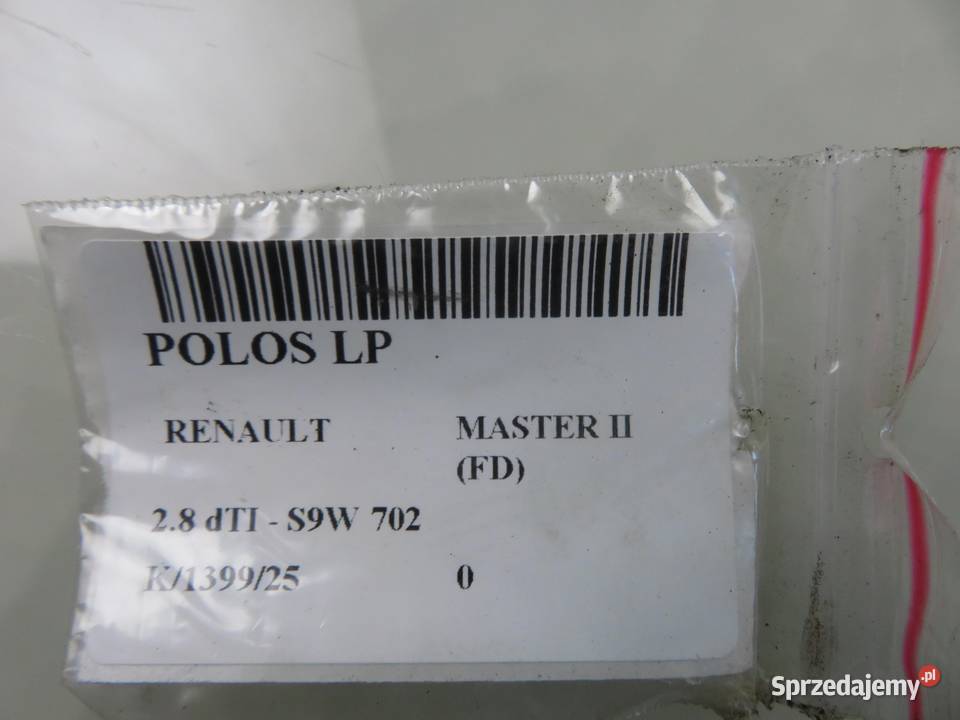 POLOS LP
RENAULT MASTER II
(FD)
2.8 dTI - S9W 702
K/1399/25 0
Sprzedajemy.pl